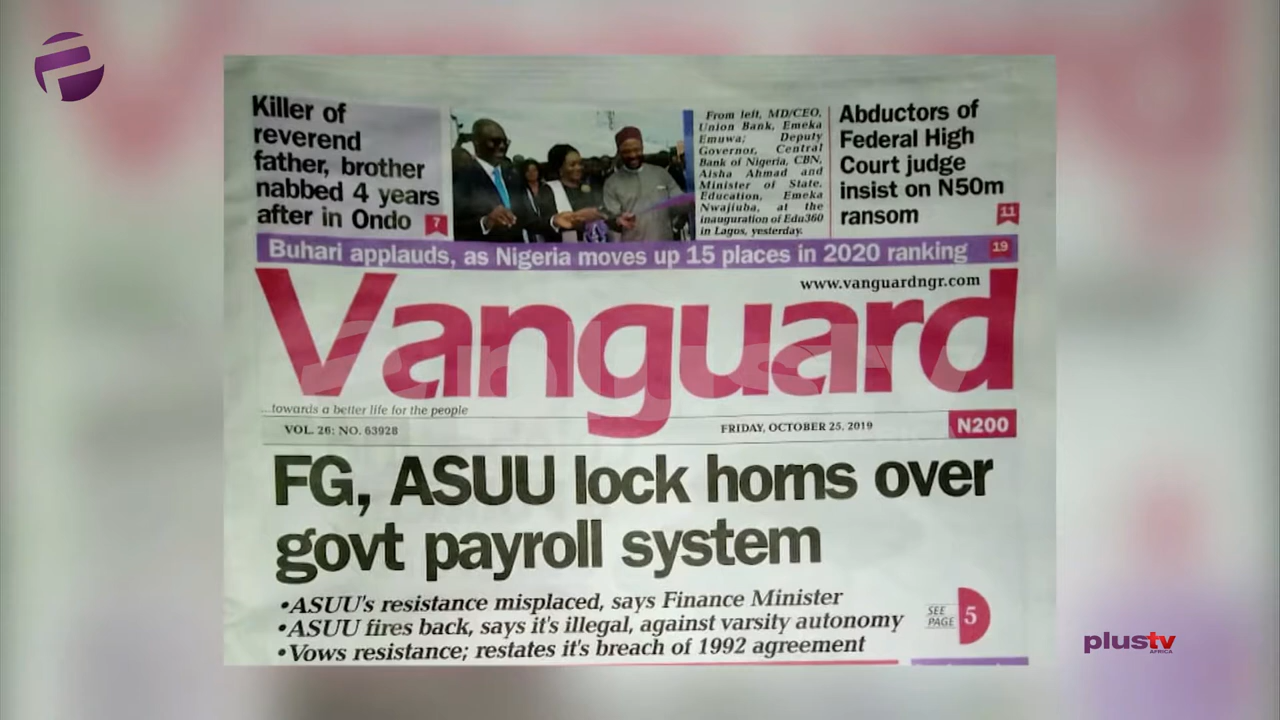 Killer of
reverend
father, brother
nabbed 4 years
after in Ondo
7
From left, MD/CEO,
Union Bank, Emeka
Emuwa; Deputy
Governor, Central
Bank of Nigeria, CBN,
Aisha Ahmad and
Minister of State,
Education, Emeka
Nwajiuba, at the
inauguration of Edu360
in Lagos, yesterday.
Abductors of
Federal High
Court judge
insist on N50m
ransom
11
Buhari applauds, as Nigeria moves up 15 places in 2020 ranking
19
www.vanguardngr.com
Vanguard
plustv
...towards a better life for the people
VOL. 26: NO. 63928
FRIDAY, OCTOBER 25, 2019
N200
FG, ASUU lock horns over
govt payroll system
•ASUU's resistance misplaced, says Finance Minister
•ASUU fires back, says it's illegal, against varsity autonomy
•Vows resistance; restates it's breach of 1992 agreement
SEE
PAGE
5
plustv
AFRICA